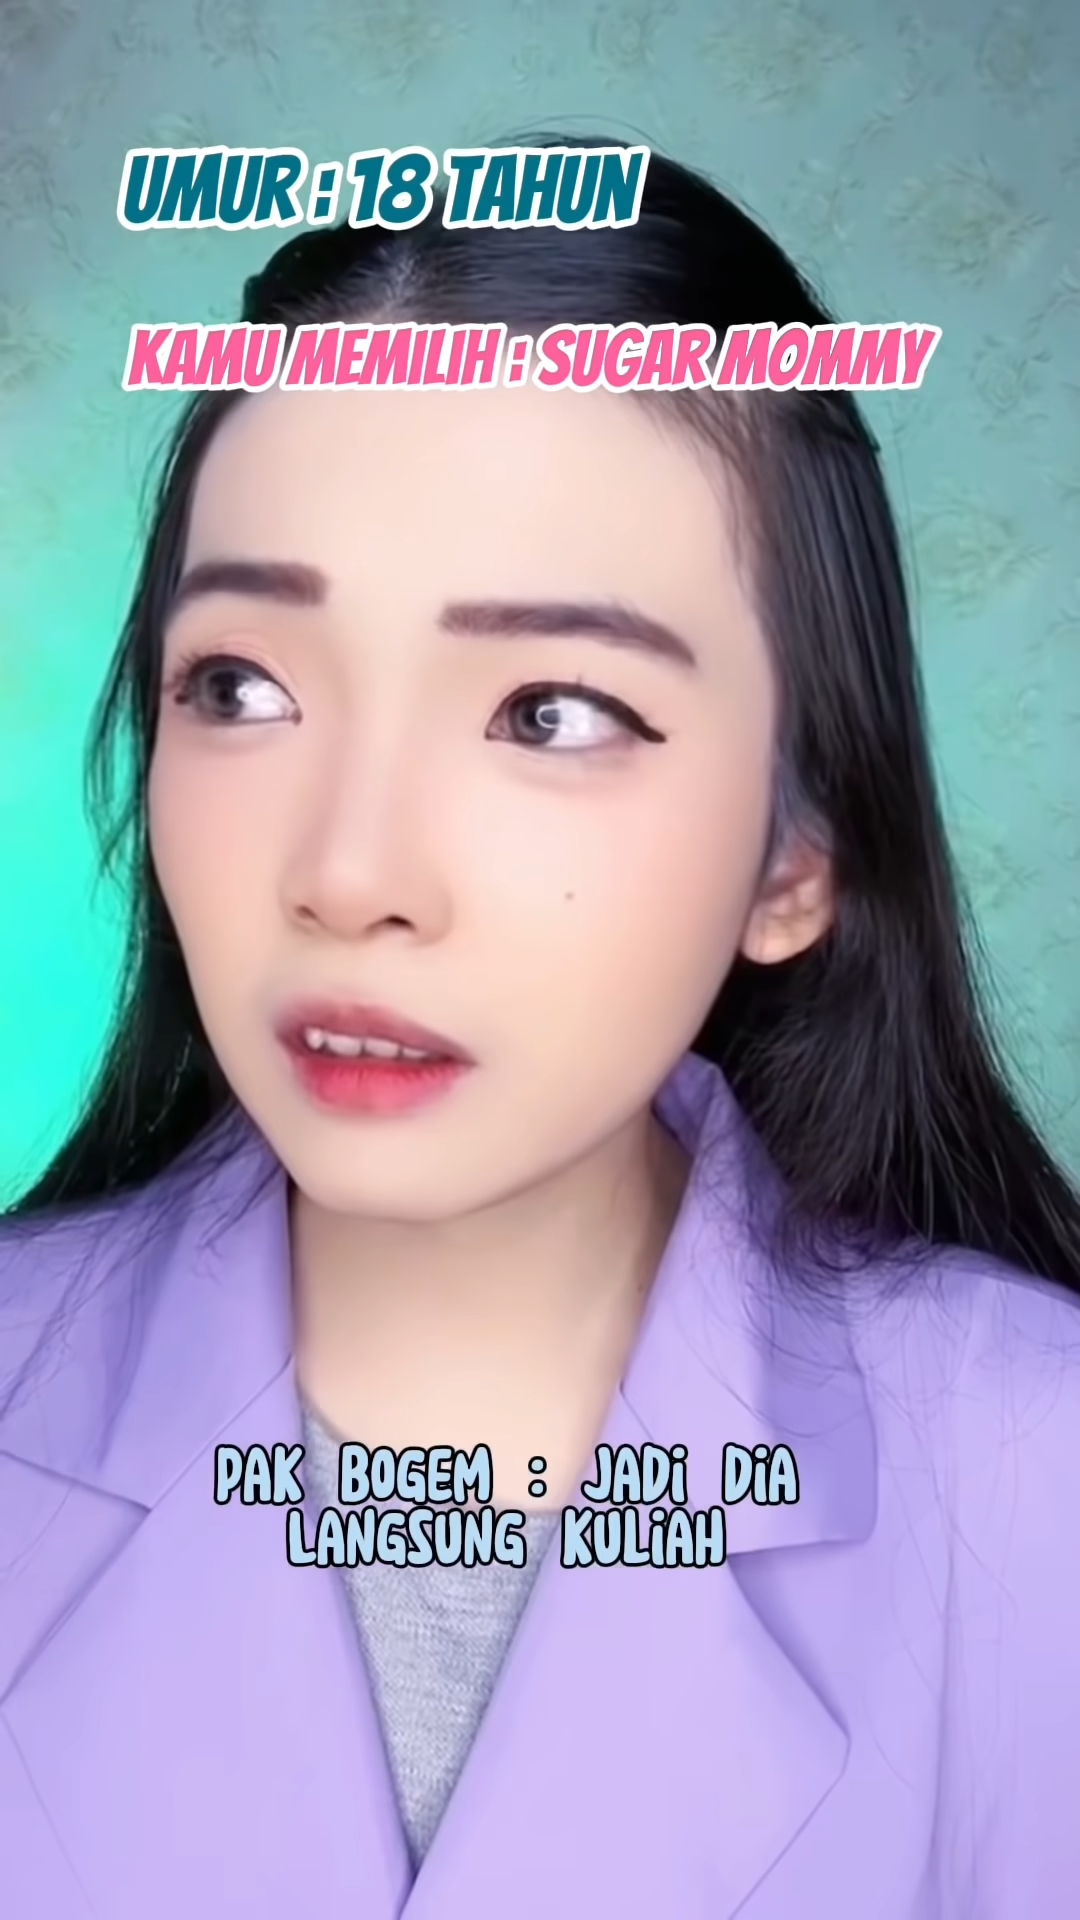 UMUR : 18 TAHUN
KAMU MEMILIH : SUGAR MOMMY
PAK BOGEM : JADI DIA
LANGSUNG KULIAH